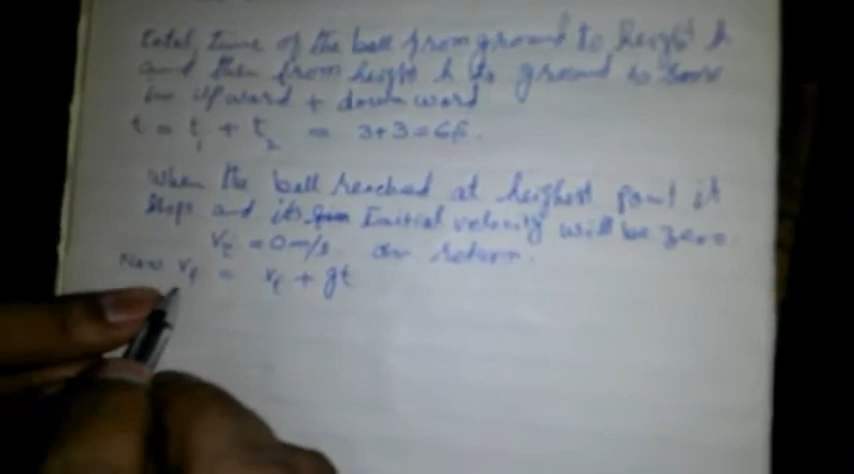 total time of the ball from ground to height h
and then from height h to ground is
in upward + downward
t = t1 + t2 = 3+3=6s.
When the ball reached at highest point it
stops and its Initial velocity will be zero
vi = 0 m/s on return.
Now vf = vi + gt